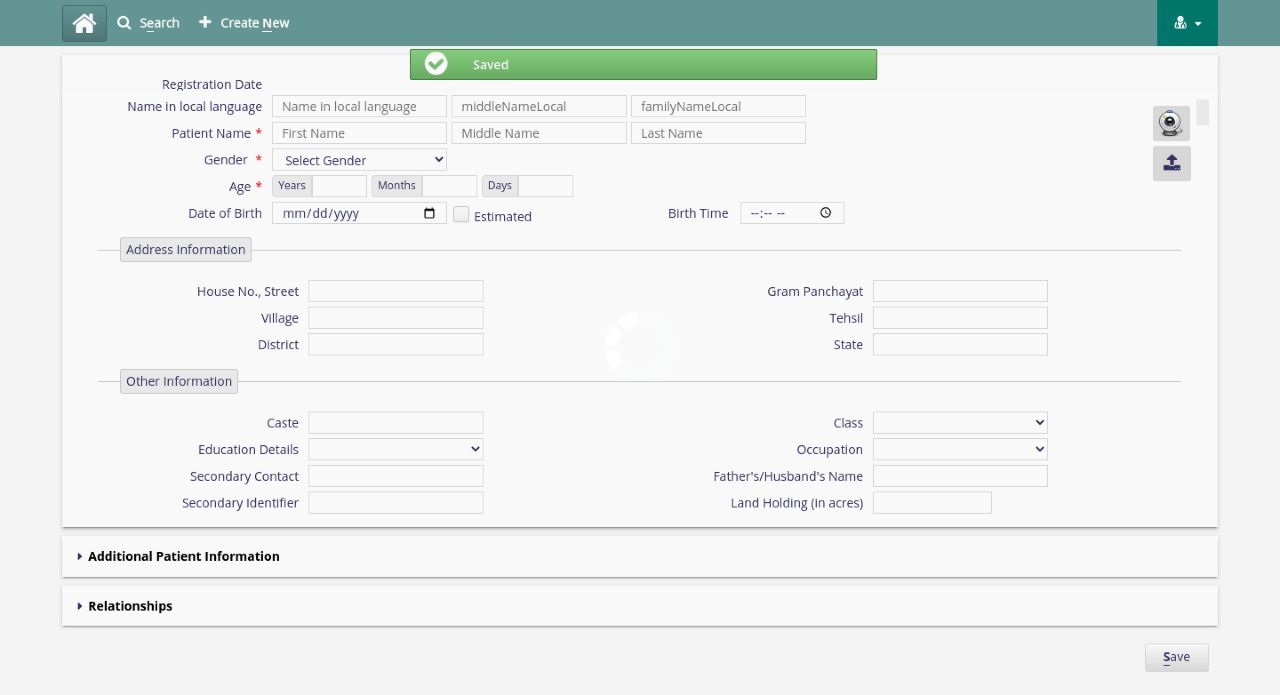 Search Create New
Saved
Registration Date
Name in local language Name in local language middleNameLocal familyNameLocal
Patient Name * First Name Middle Name Last Name
Gender * Select Gender
Age * Years Months Days
Date of Birth mm/dd/yyyy Estimated Birth Time --:-- --
Address Information
House No., Street Gram Panchayat
Village Tehsil
District State
Other Information
Caste Class
Education Details Occupation
Secondary Contact Father's/Husband's Name
Secondary Identifier Land Holding (in acres)
Additional Patient Information
Relationships
Save